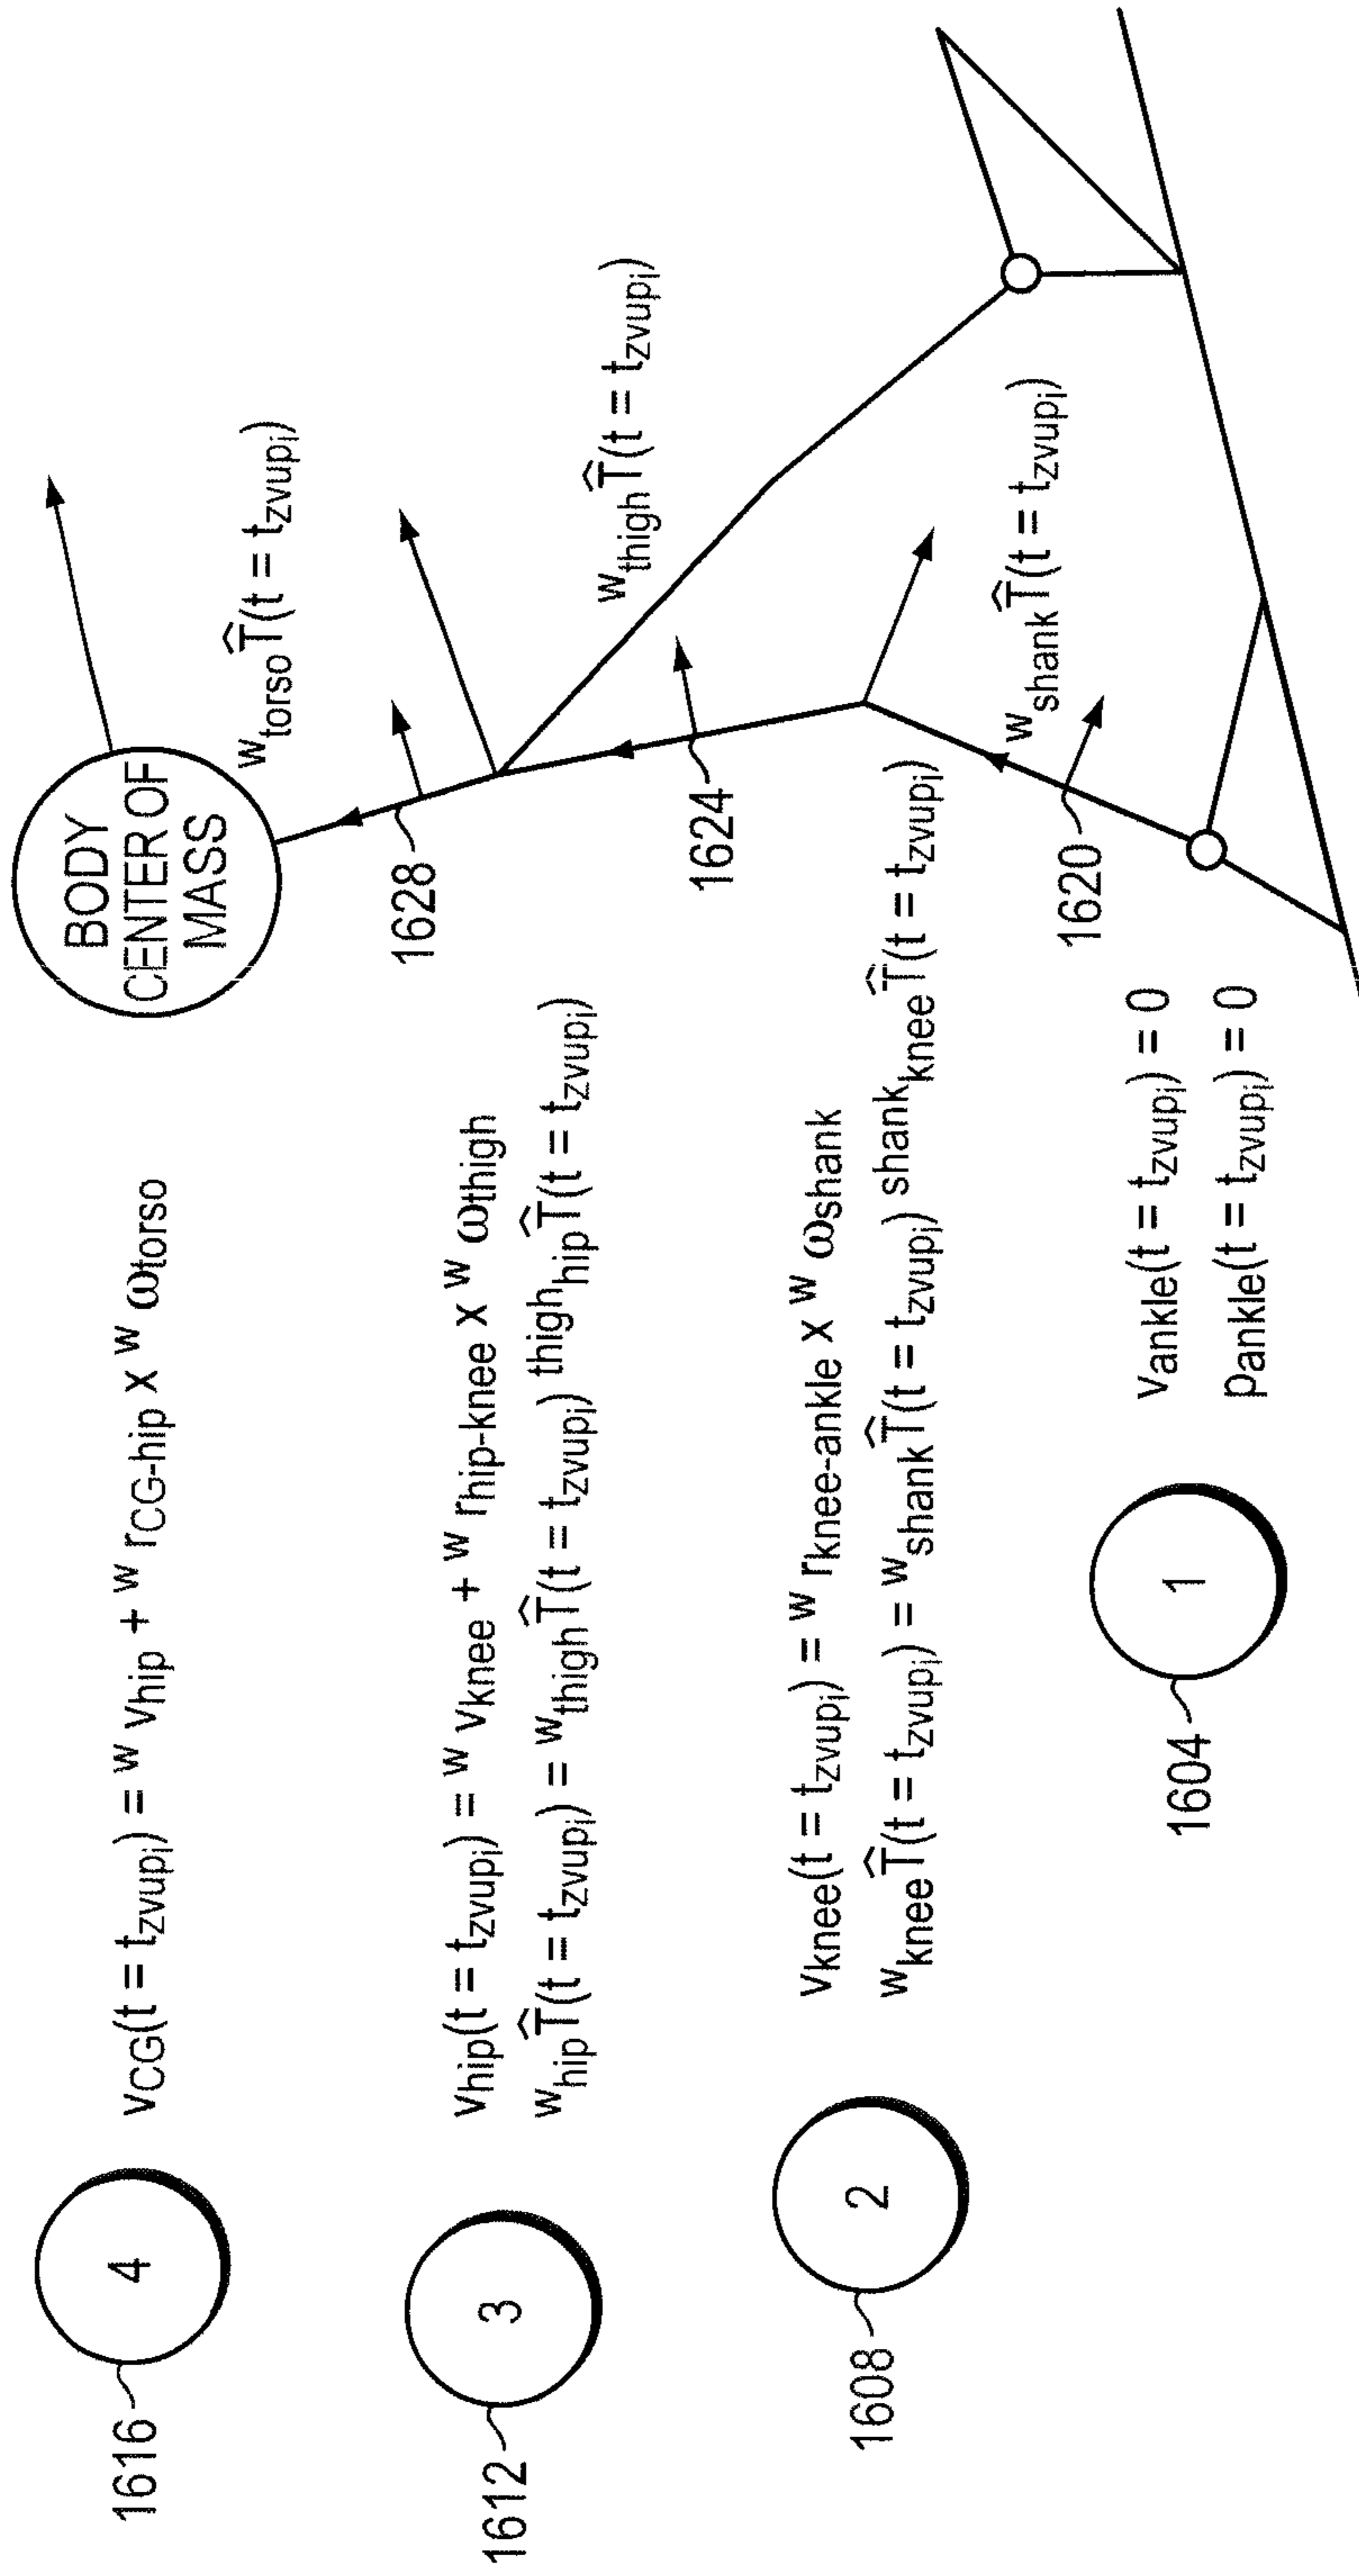 1616
4
v_CG(t = t_zvup_i) = ^w v_hip + ^w r_CG-hip x ^w ω_torso
1612
3
v_hip(t = t_zvup_i) = ^w v_knee + ^w r_hip-knee x ^w ω_thigh
^w_hip T̂(t = t_zvup_i) = ^w_thigh T̂(t = t_zvup_i) ^thigh_hip T̂(t = t_zvup_i)
1608
2
v_knee(t = t_zvup_i) = ^w r_knee-ankle x ^w ω_shank
^w_knee T̂(t = t_zvup_i) = ^w_shank T̂(t = t_zvup_i) ^shank_knee T̂(t = t_zvup_i)
1604
1
v_ankle(t = t_zvup_i) = 0
p_ankle(t = t_zvup_i) = 0
BODY
CENTER OF
MASS
^w_torso T̂(t = t_zvup_i)
1628
^w_thigh T̂(t = t_zvup_i)
1624
^w_shank T̂(t = t_zvup_i)
1620